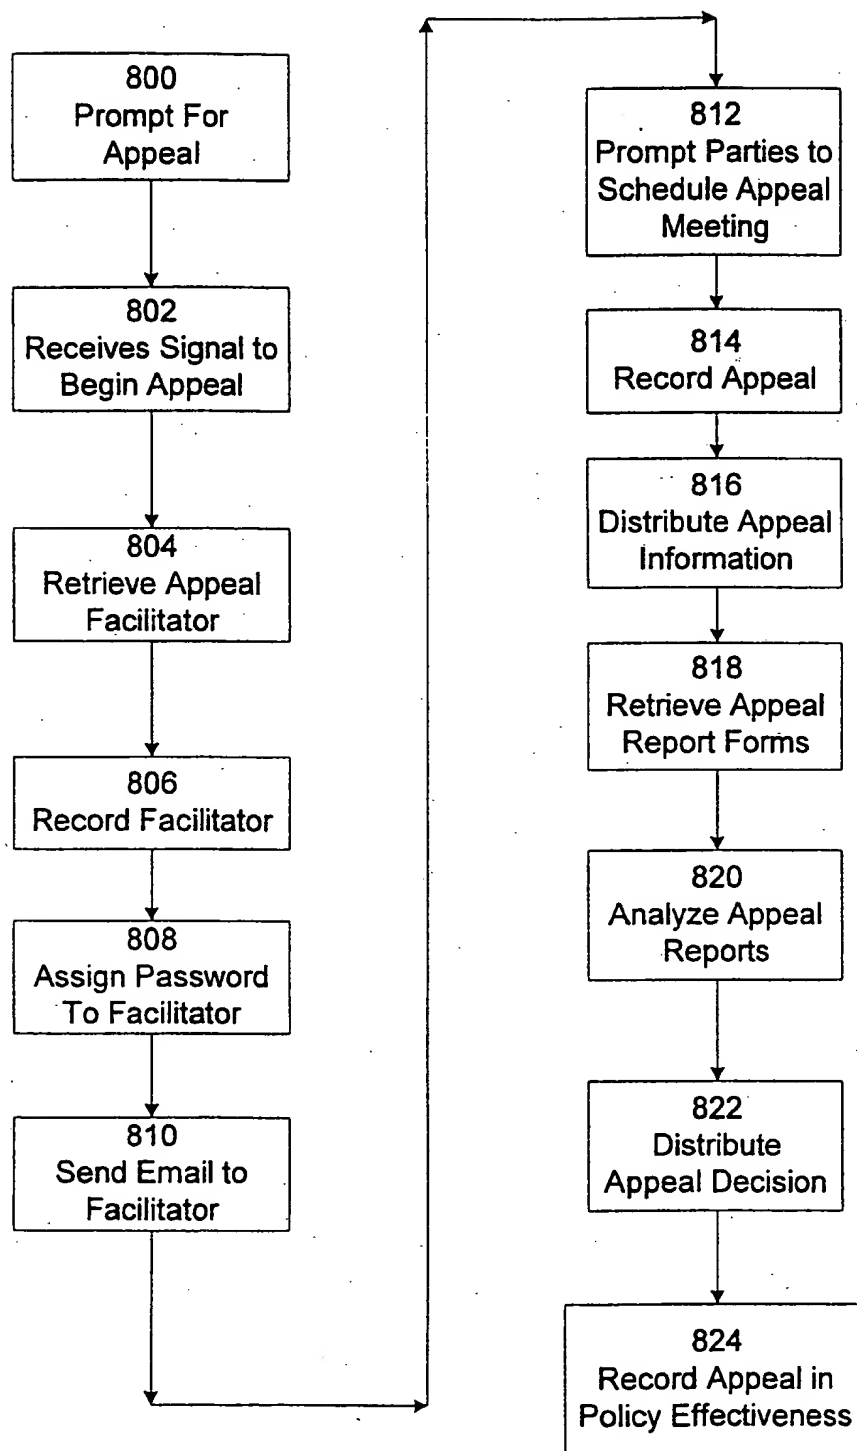 800
Prompt For
Appeal
802
Receives Signal to
Begin Appeal
804
Retrieve Appeal
Facilitator
806
Record Facilitator
808
Assign Password
To Facilitator
810
Send Email to
Facilitator
812
Prompt Parties to
Schedule Appeal
Meeting
814
Record Appeal
816
Distribute Appeal
Information
818
Retrieve Appeal
Report Forms
820
Analyze Appeal
Reports
822
Distribute
Appeal Decision
824
Record Appeal in
Policy Effectiveness